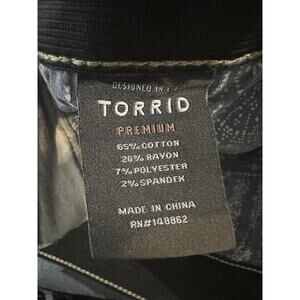 DESIGNED IN
TORRID
PREMIUM
65% COTTON
26% RAYON
7% POLYESTER
2% SPANDEX
MADE IN CHINA
RN#148862